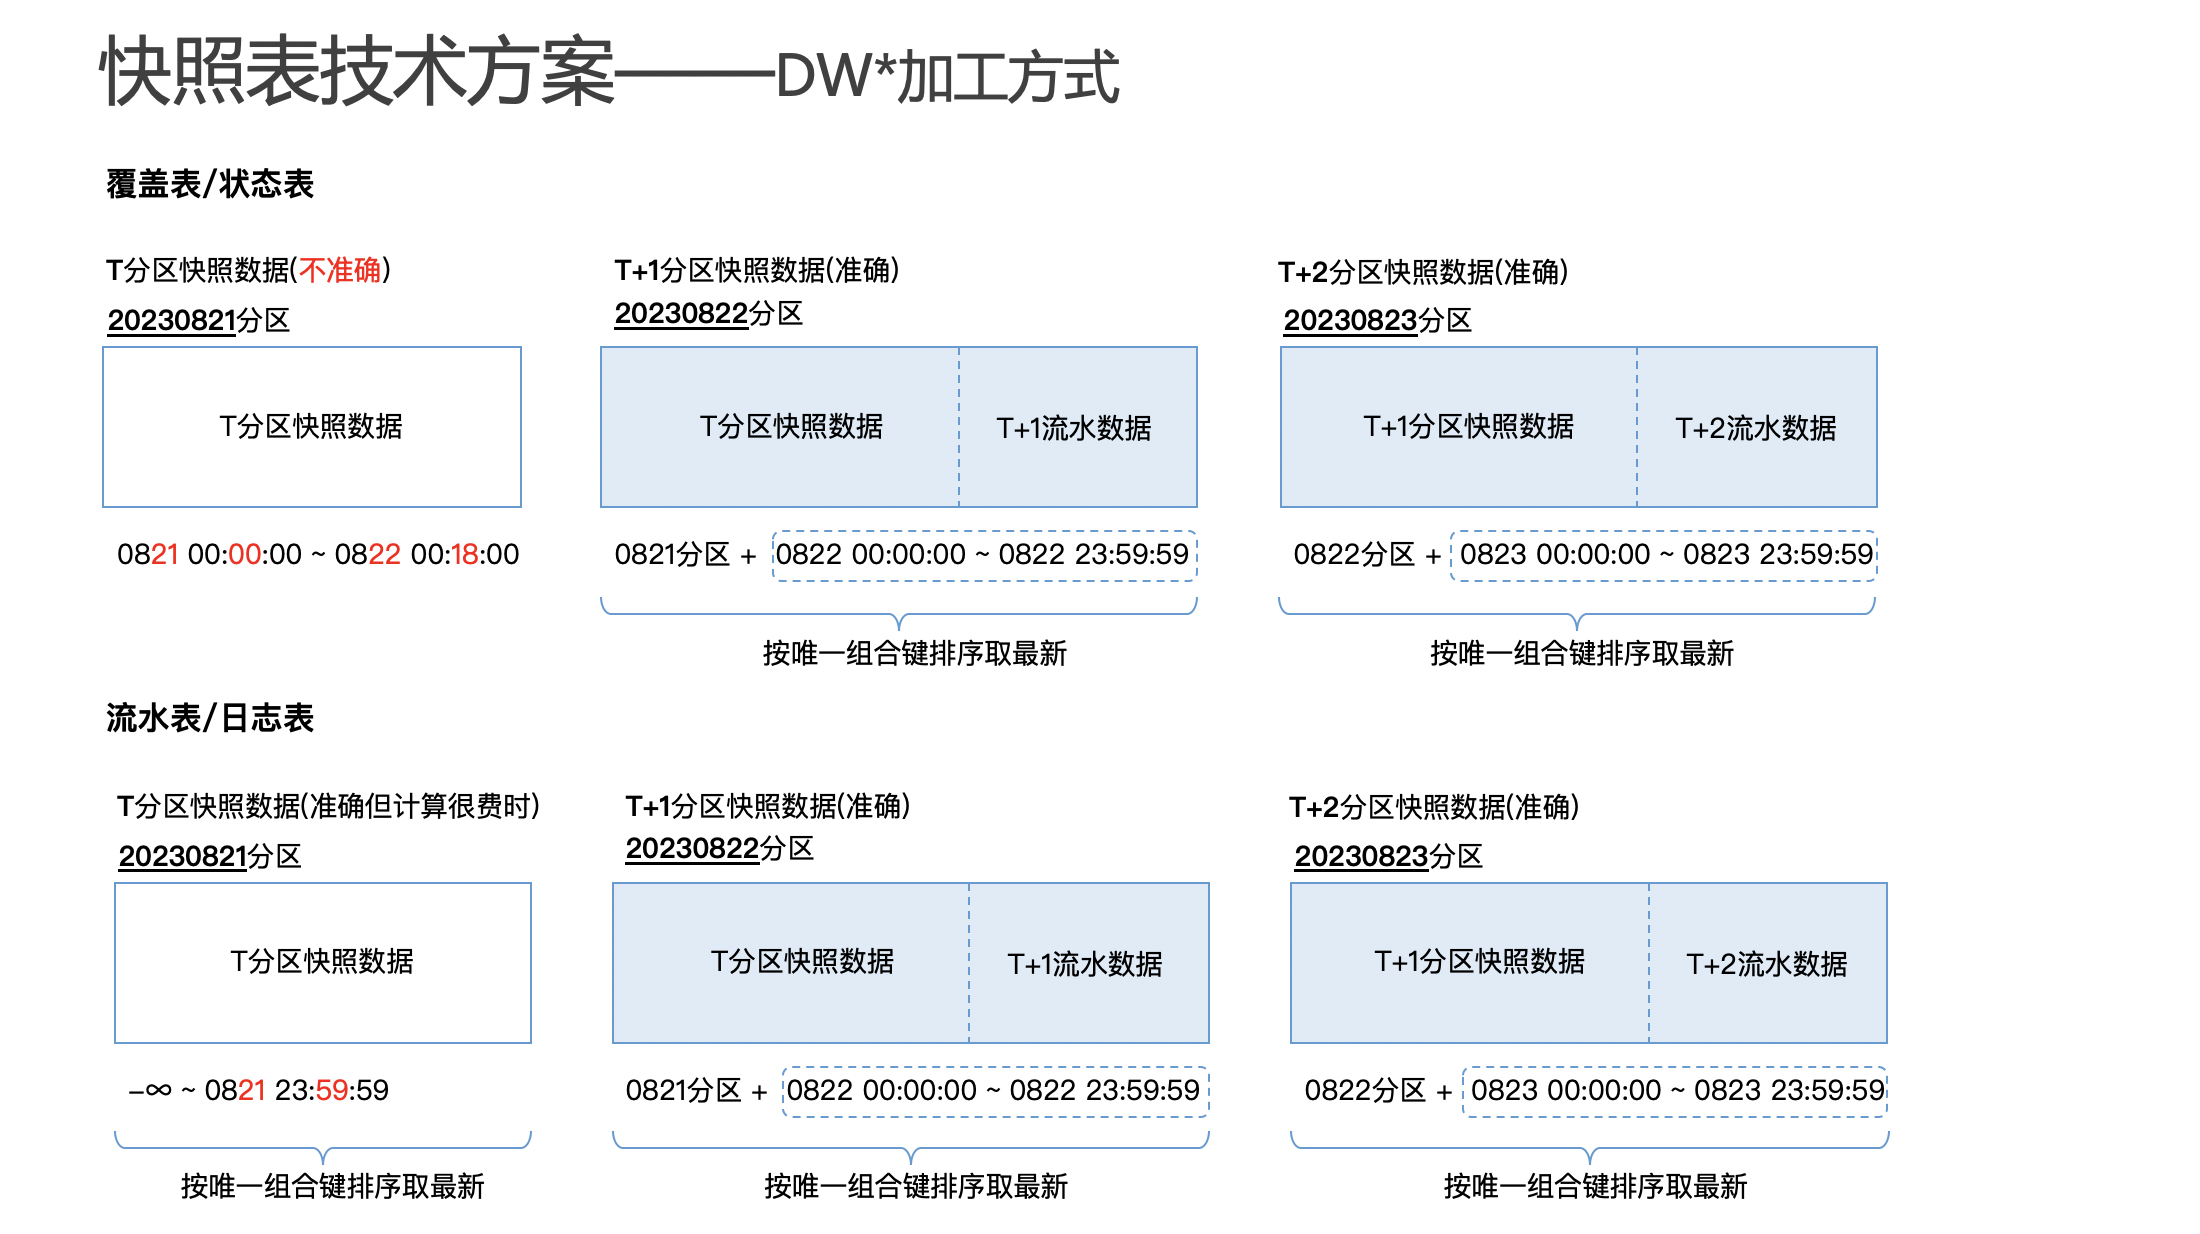 快照表技术方案——DW*加工方式
覆盖表/状态表
T分区快照数据(不准确)
20230821分区
T分区快照数据
0821 00:00:00 ~ 0822 00:18:00
T+1分区快照数据(准确)
20230822分区
T分区快照数据
T+1流水数据
0821分区 + 0822 00:00:00 ~ 0822 23:59:59
按唯一组合键排序取最新
T+2分区快照数据(准确)
20230823分区
T+1分区快照数据
T+2流水数据
0822分区 + 0823 00:00:00 ~ 0823 23:59:59
按唯一组合键排序取最新
流水表/日志表
T分区快照数据(准确但计算很费时)
20230821分区
T分区快照数据
−∞ ~ 0821 23:59:59
按唯一组合键排序取最新
T+1分区快照数据(准确)
20230822分区
T分区快照数据
T+1流水数据
0821分区 + 0822 00:00:00 ~ 0822 23:59:59
按唯一组合键排序取最新
T+2分区快照数据(准确)
20230823分区
T+1分区快照数据
T+2流水数据
0822分区 + 0823 00:00:00 ~ 0823 23:59:59
按唯一组合键排序取最新